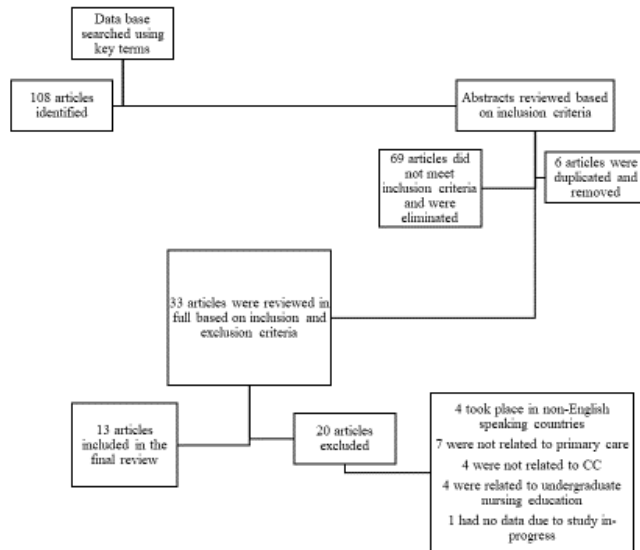 Data base
searched using
key terms
108 articles
identified
Abstracts reviewed based
on inclusion criteria
69 articles did
not meet
inclusion criteria
and were
eliminated
6 articles were
duplicated and
removed
33 articles were reviewed in
full based on inclusion and
exclusion criteria
13 articles
included in the
final review
20 articles
excluded
4 took place in non-English
speaking countries
7 were not related to primary care
4 were not related to CC
4 were related to undergraduate
nursing education
1 had no data due to study in-
progress